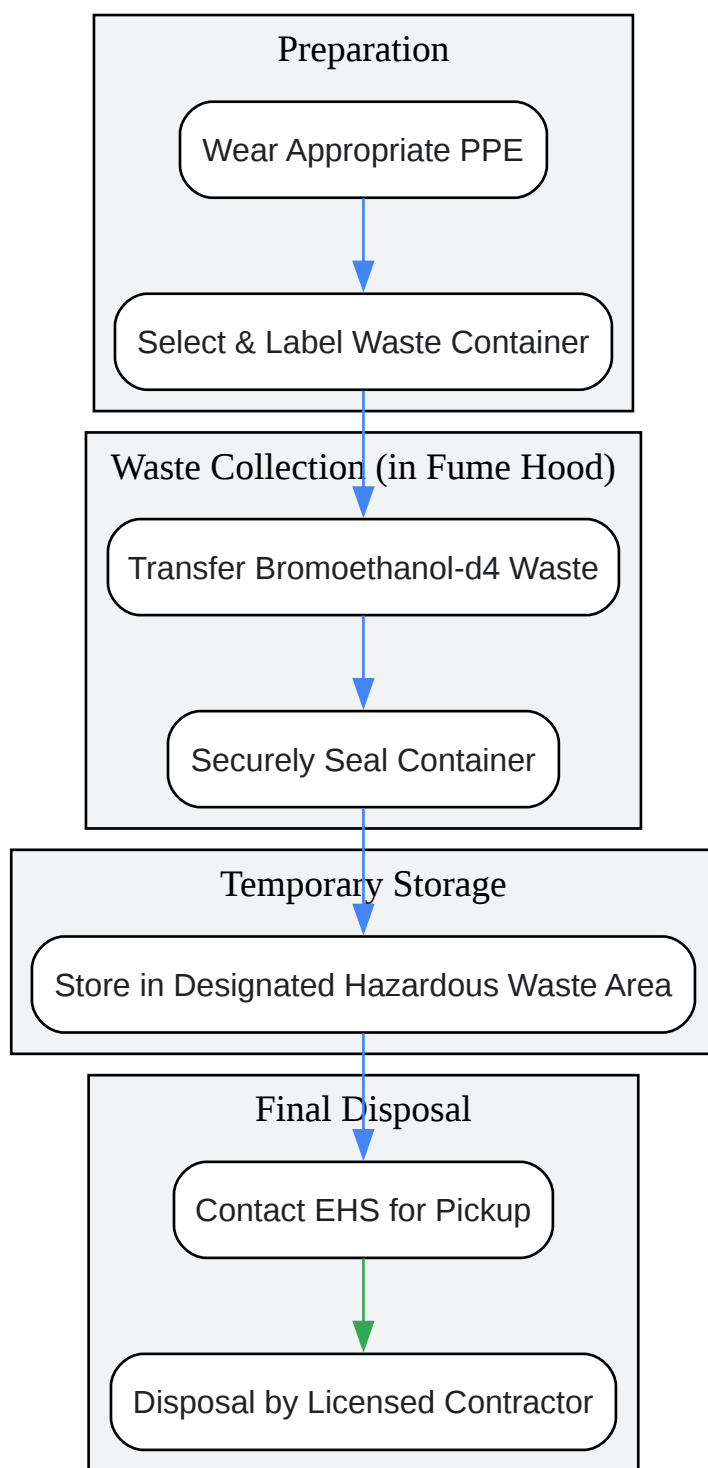 Preparation
Wear Appropriate PPE
Select & Label Waste Container
Waste Collection (in Fume Hood)
Transfer Bromoethanol-d4 Waste
Securely Seal Container
Temporary Storage
Store in Designated Hazardous Waste Area
Final Disposal
Contact EHS for Pickup
Disposal by Licensed Contractor